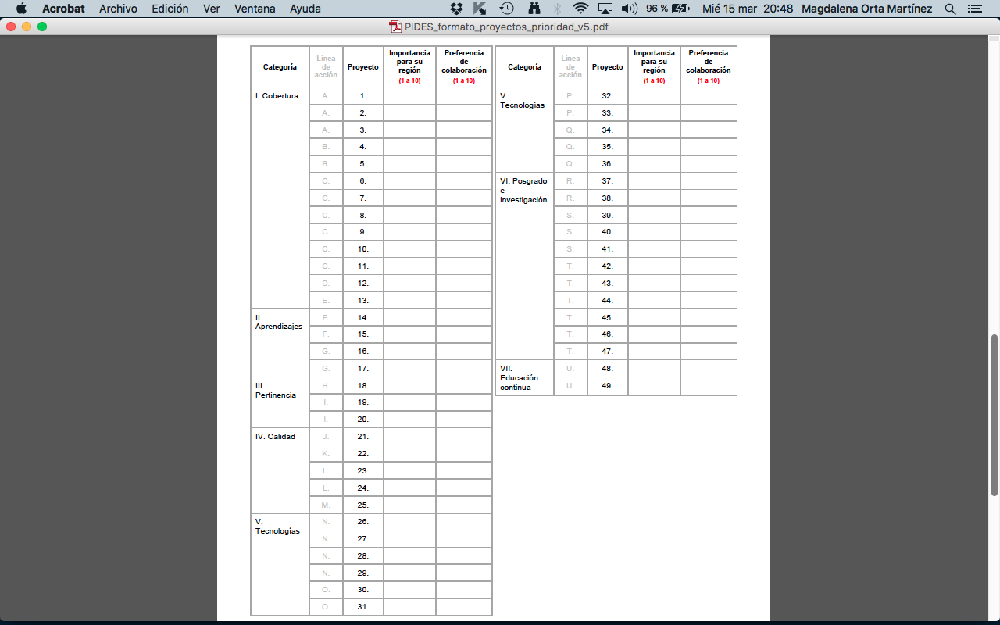 Acrobat Archivo Edición Ver Ventana Ayuda 96 % Mié 15 mar 20:48 Magdalena Orta Martínez
PIDES_formato_proyectos_prioridad_v5.pdf
Categoría
Línea
de
acción
Proyecto
Importancia
para su
región
(1 a 10)
Preferencia
de
colaboración
(1 a 10)
I. Cobertura
A. 1.
A. 2.
A. 3.
B. 4.
B. 5.
C. 6.
C. 7.
C. 8.
C. 9.
C. 10.
C. 11.
D. 12.
E. 13.
II.
Aprendizajes
F. 14.
F. 15.
G. 16.
G. 17.
III.
Pertinencia
H. 18.
I. 19.
I. 20.
IV. Calidad
J. 21.
K. 22.
L. 23.
L. 24.
M. 25.
V.
Tecnologías
N. 26.
N. 27.
N. 28.
N. 29.
O. 30.
O. 31.
Categoría
Línea
de
acción
Proyecto
Importancia
para su
región
(1 a 10)
Preferencia
de
colaboración
(1 a 10)
V.
Tecnologías
P. 32.
P. 33.
Q. 34.
Q. 35.
Q. 36.
VI. Posgrado
e
investigación
R. 37.
R. 38.
S. 39.
S. 40.
S. 41.
T. 42.
T. 43.
T. 44.
T. 45.
T. 46.
T. 47.
VII.
Educación
continua
U. 48.
U. 49.